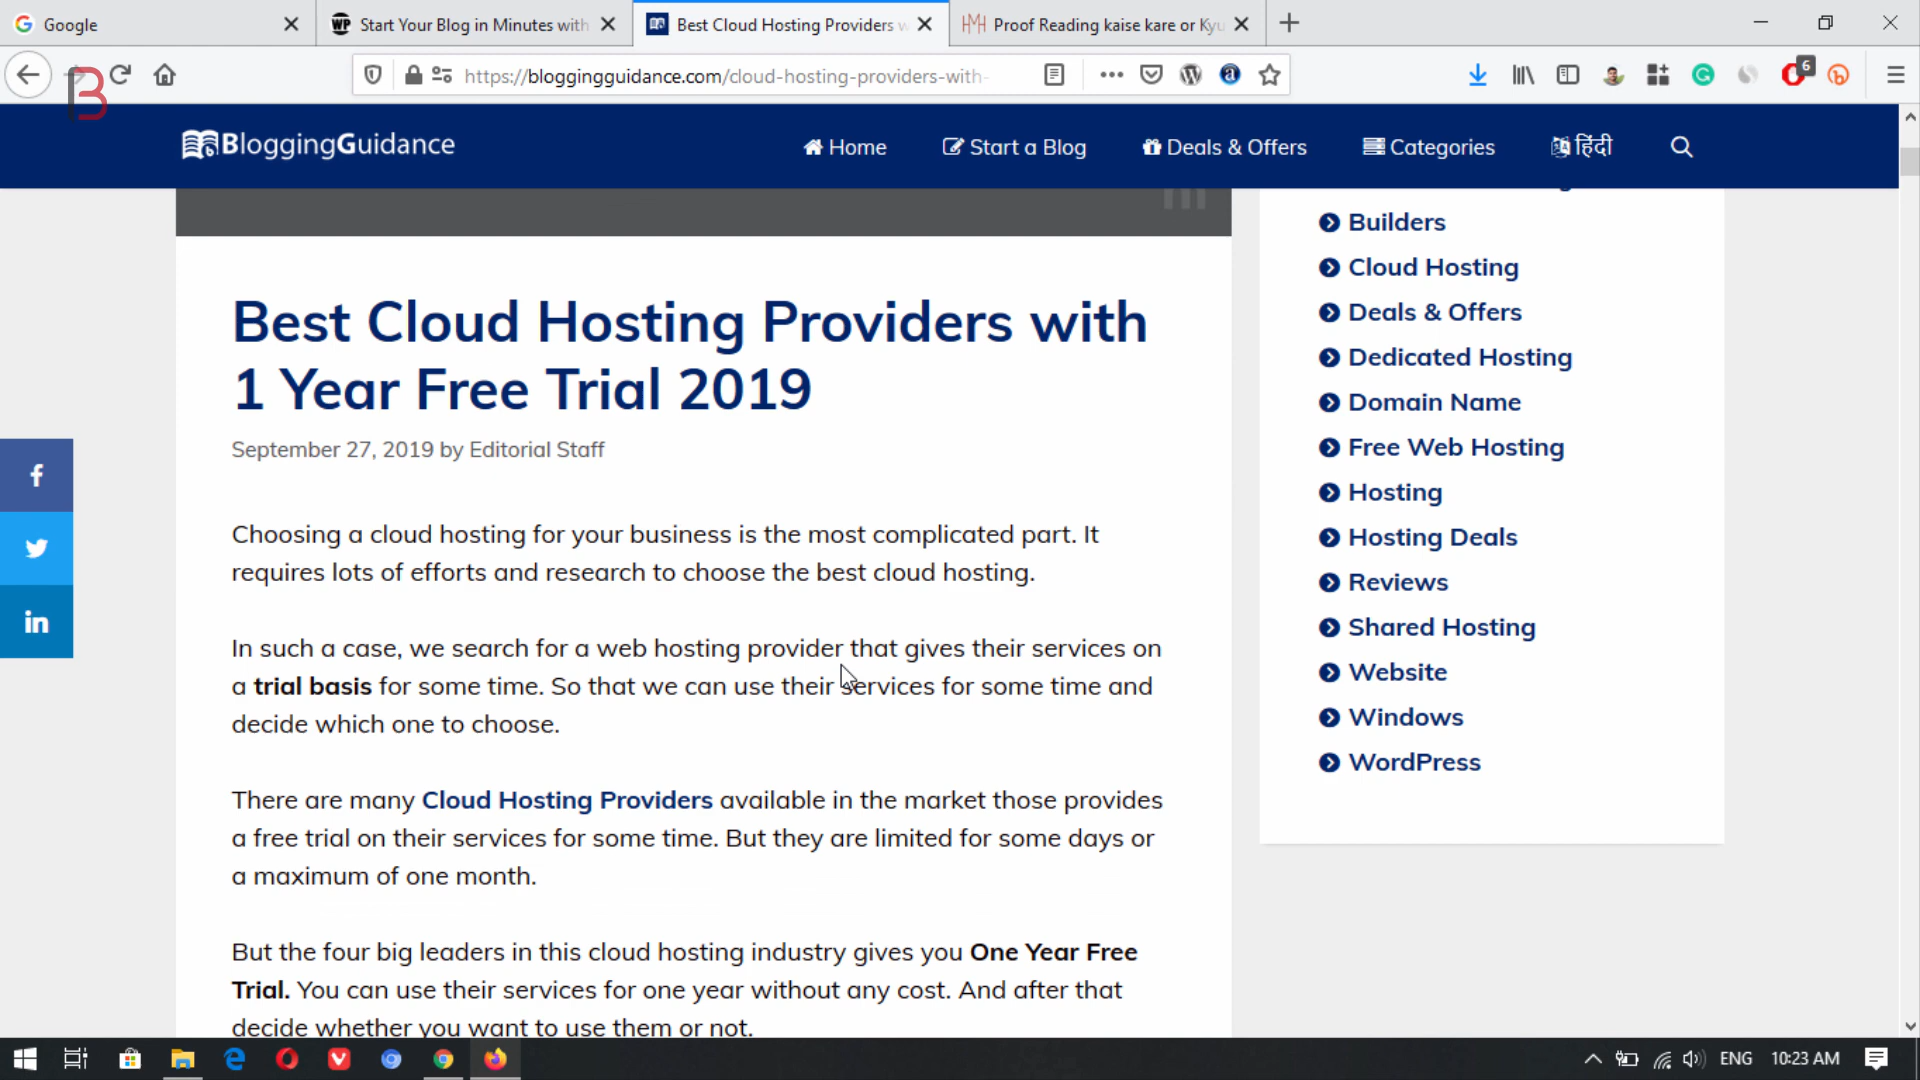 Google
Start Your Blog in Minutes with
Best Cloud Hosting Providers w
Proof Reading kaise kare or Kyu
https://bloggingguidance.com/cloud-hosting-providers-with-
6
BloggingGuidance
Home
Start a Blog
Deals & Offers
Categories
हिंदी
Best Cloud Hosting Providers with
1 Year Free Trial 2019
September 27, 2019 by Editorial Staff
Choosing a cloud hosting for your business is the most complicated part. It
requires lots of efforts and research to choose the best cloud hosting.
In such a case, we search for a web hosting provider that gives their services on
a trial basis for some time. So that we can use their services for some time and
decide which one to choose.
There are many Cloud Hosting Providers available in the market those provides
a free trial on their services for some time. But they are limited for some days or
a maximum of one month.
But the four big leaders in this cloud hosting industry gives you One Year Free
Trial. You can use their services for one year without any cost. And after that
decide whether you want to use them or not.
Builders
Cloud Hosting
Deals & Offers
Dedicated Hosting
Domain Name
Free Web Hosting
Hosting
Hosting Deals
Reviews
Shared Hosting
Website
Windows
WordPress
ENG
10:23 AM